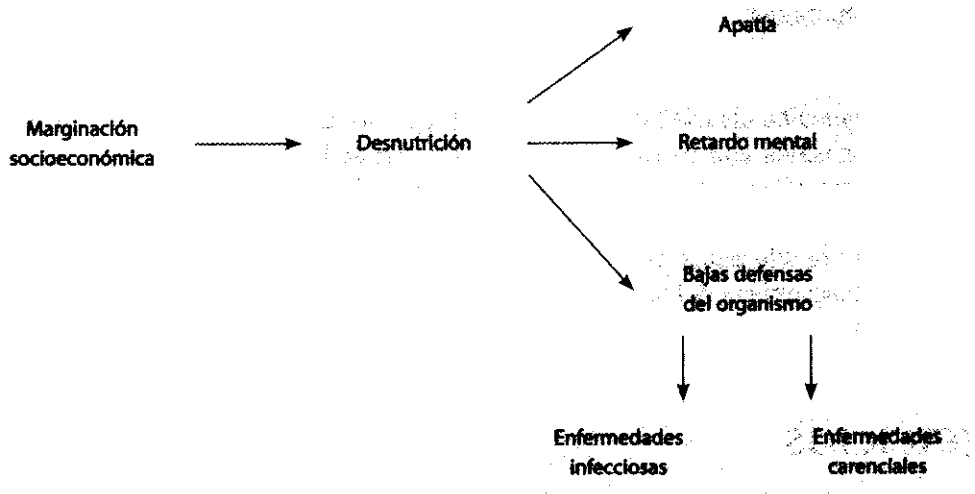 Apatía
Marginación
socioeconómica
Desnutrición
Retardo mental
Bajas defensas
del organismo
Enfermedades
infecciosas
Enfermedades
carenciales